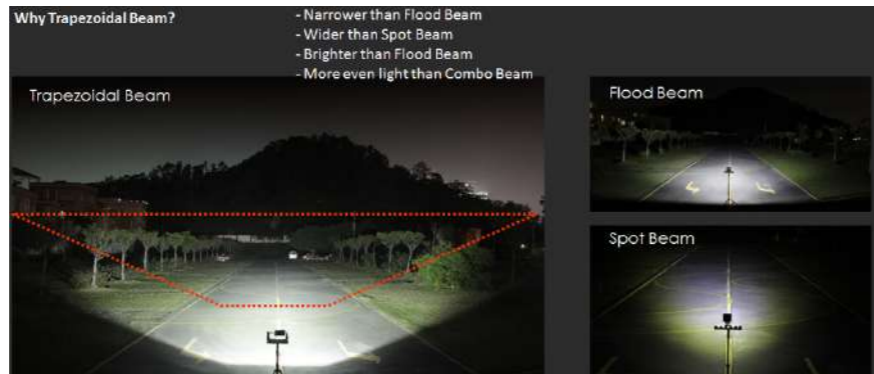 Why Trapezoidal Beam?
- Narrower than Flood Beam
- Wider than Spot Beam
- Brighter than Flood Beam
- More even light than Combo Beam
Trapezoidal Beam
Flood Beam
Spot Beam